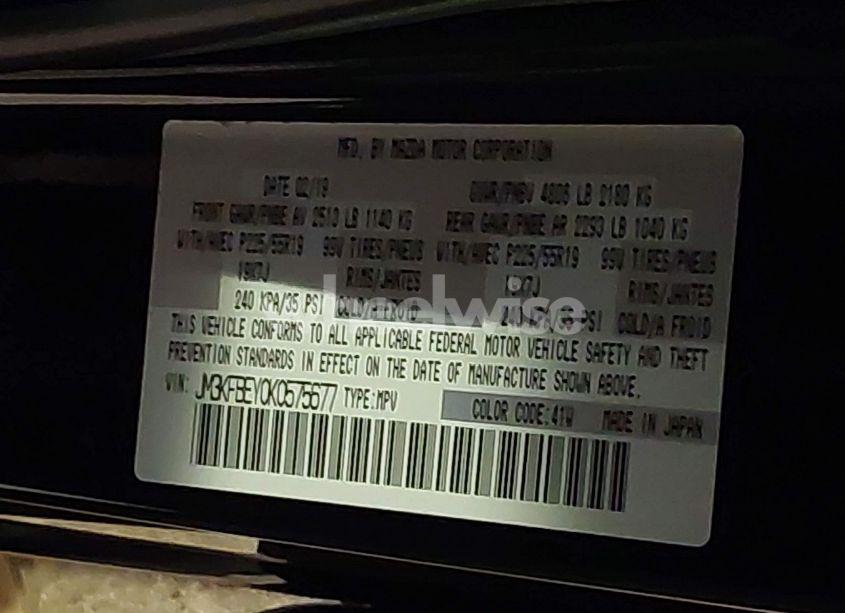 MFD. BY MAZDA MOTOR CORPORATION
DATE 02/19 GVWR/PNBV 4806 LB 2180 KG
FRONT GAWR/PNBE AV 2510 LB 1140 KG REAR GAWR/PNBE AR 2290 LB 1040 KG
WITH/AVEC P225/55R19 99V TIRES/PNEUS WITH/AVEC P225/55R19 99V TIRES/PNEUS
19X7J RIMS/JANTES 19X7J RIMS/JANTES
240 KPA/35 PSI COLD/A FROID 240 KPA/35 PSI COLD/A FROID
THIS VEHICLE CONFORMS TO ALL APPLICABLE FEDERAL MOTOR VEHICLE SAFETY AND THEFT
PREVENTION STANDARDS IN EFFECT ON THE DATE OF MANUFACTURE SHOWN ABOVE.
VIN: JM3KFBEY0K0575677 TYPE:MPV COLOR CODE:41W MADE IN JAPAN